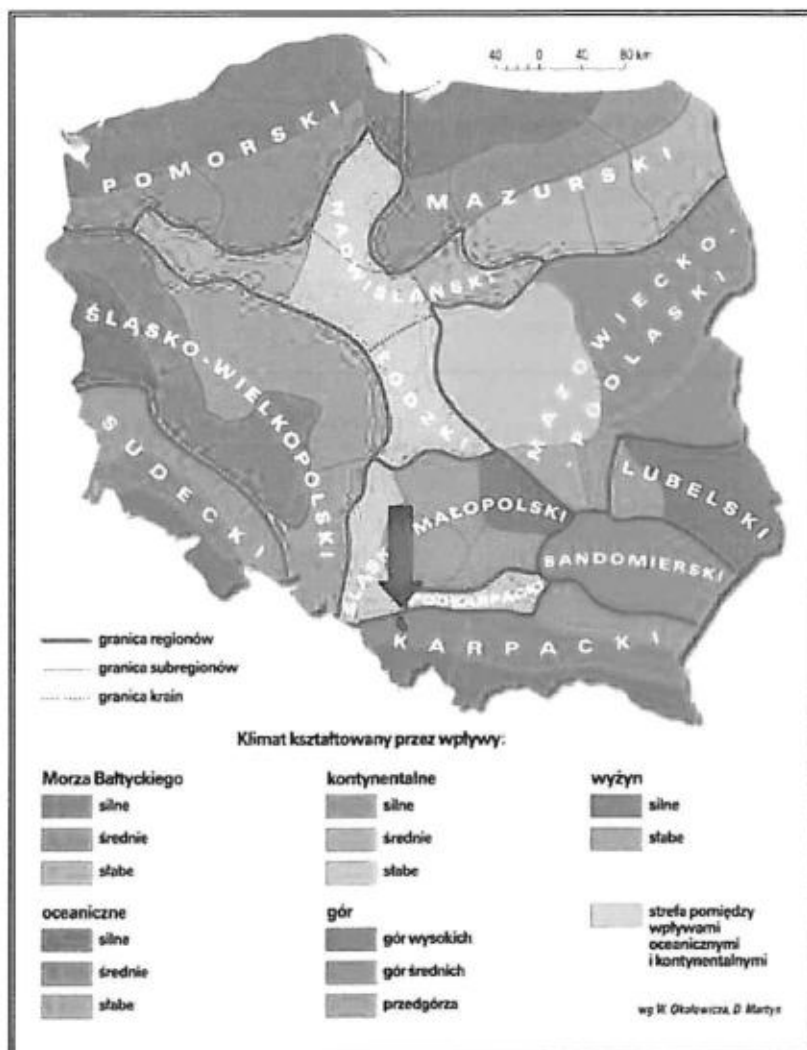 40 0 40 80 km
POMORSKI
MAZURSKI
NADWIŚLAŃSKI
MAZOWIECKO-
-PODLASKI
ŚLĄSKO-WIELKOPOLSKI
ŁÓDZKI
SUDECKI
LUBELSKI
MAŁOPOLSKI
ŚLĄSKI
SANDOMIERSKI
PODKARPACKI
KARPACKI
granica regionów
granica subregionów
granica krain
Klimat kształtowany przez wpływy:
Morza Bałtyckiego
silne
średnie
słabe
kontynentalne
silne
średnie
słabe
wyżyn
silne
słabe
oceaniczne
silne
średnie
słabe
gór
gór wysokich
gór średnich
przedgórza
strefa pomiędzy
wpływami
oceanicznymi
i kontynentalnymi
wg W. Okołowicza, D. Martyn